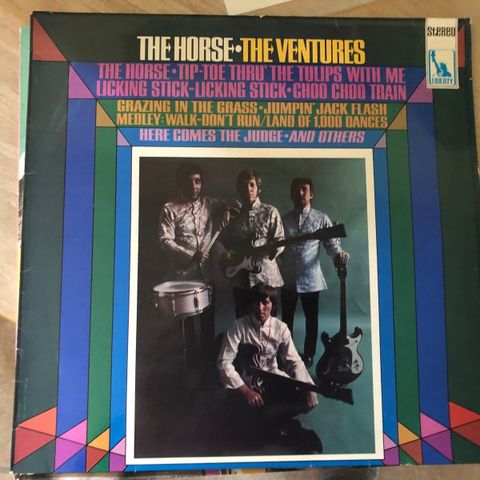 THE HORSE•THE VENTURES
STEREO
LIBERTY
THE HORSE•TIP-TOE THRU' THE TULIPS WITH ME
LICKING STICK-LICKING STICK•CHOO CHOO TRAIN
GRAZING IN THE GRASS•JUMPIN' JACK FLASH
MEDLEY: WALK-DON'T RUN/LAND OF 1,000 DANCES
HERE COMES THE JUDGE•AND OTHERS